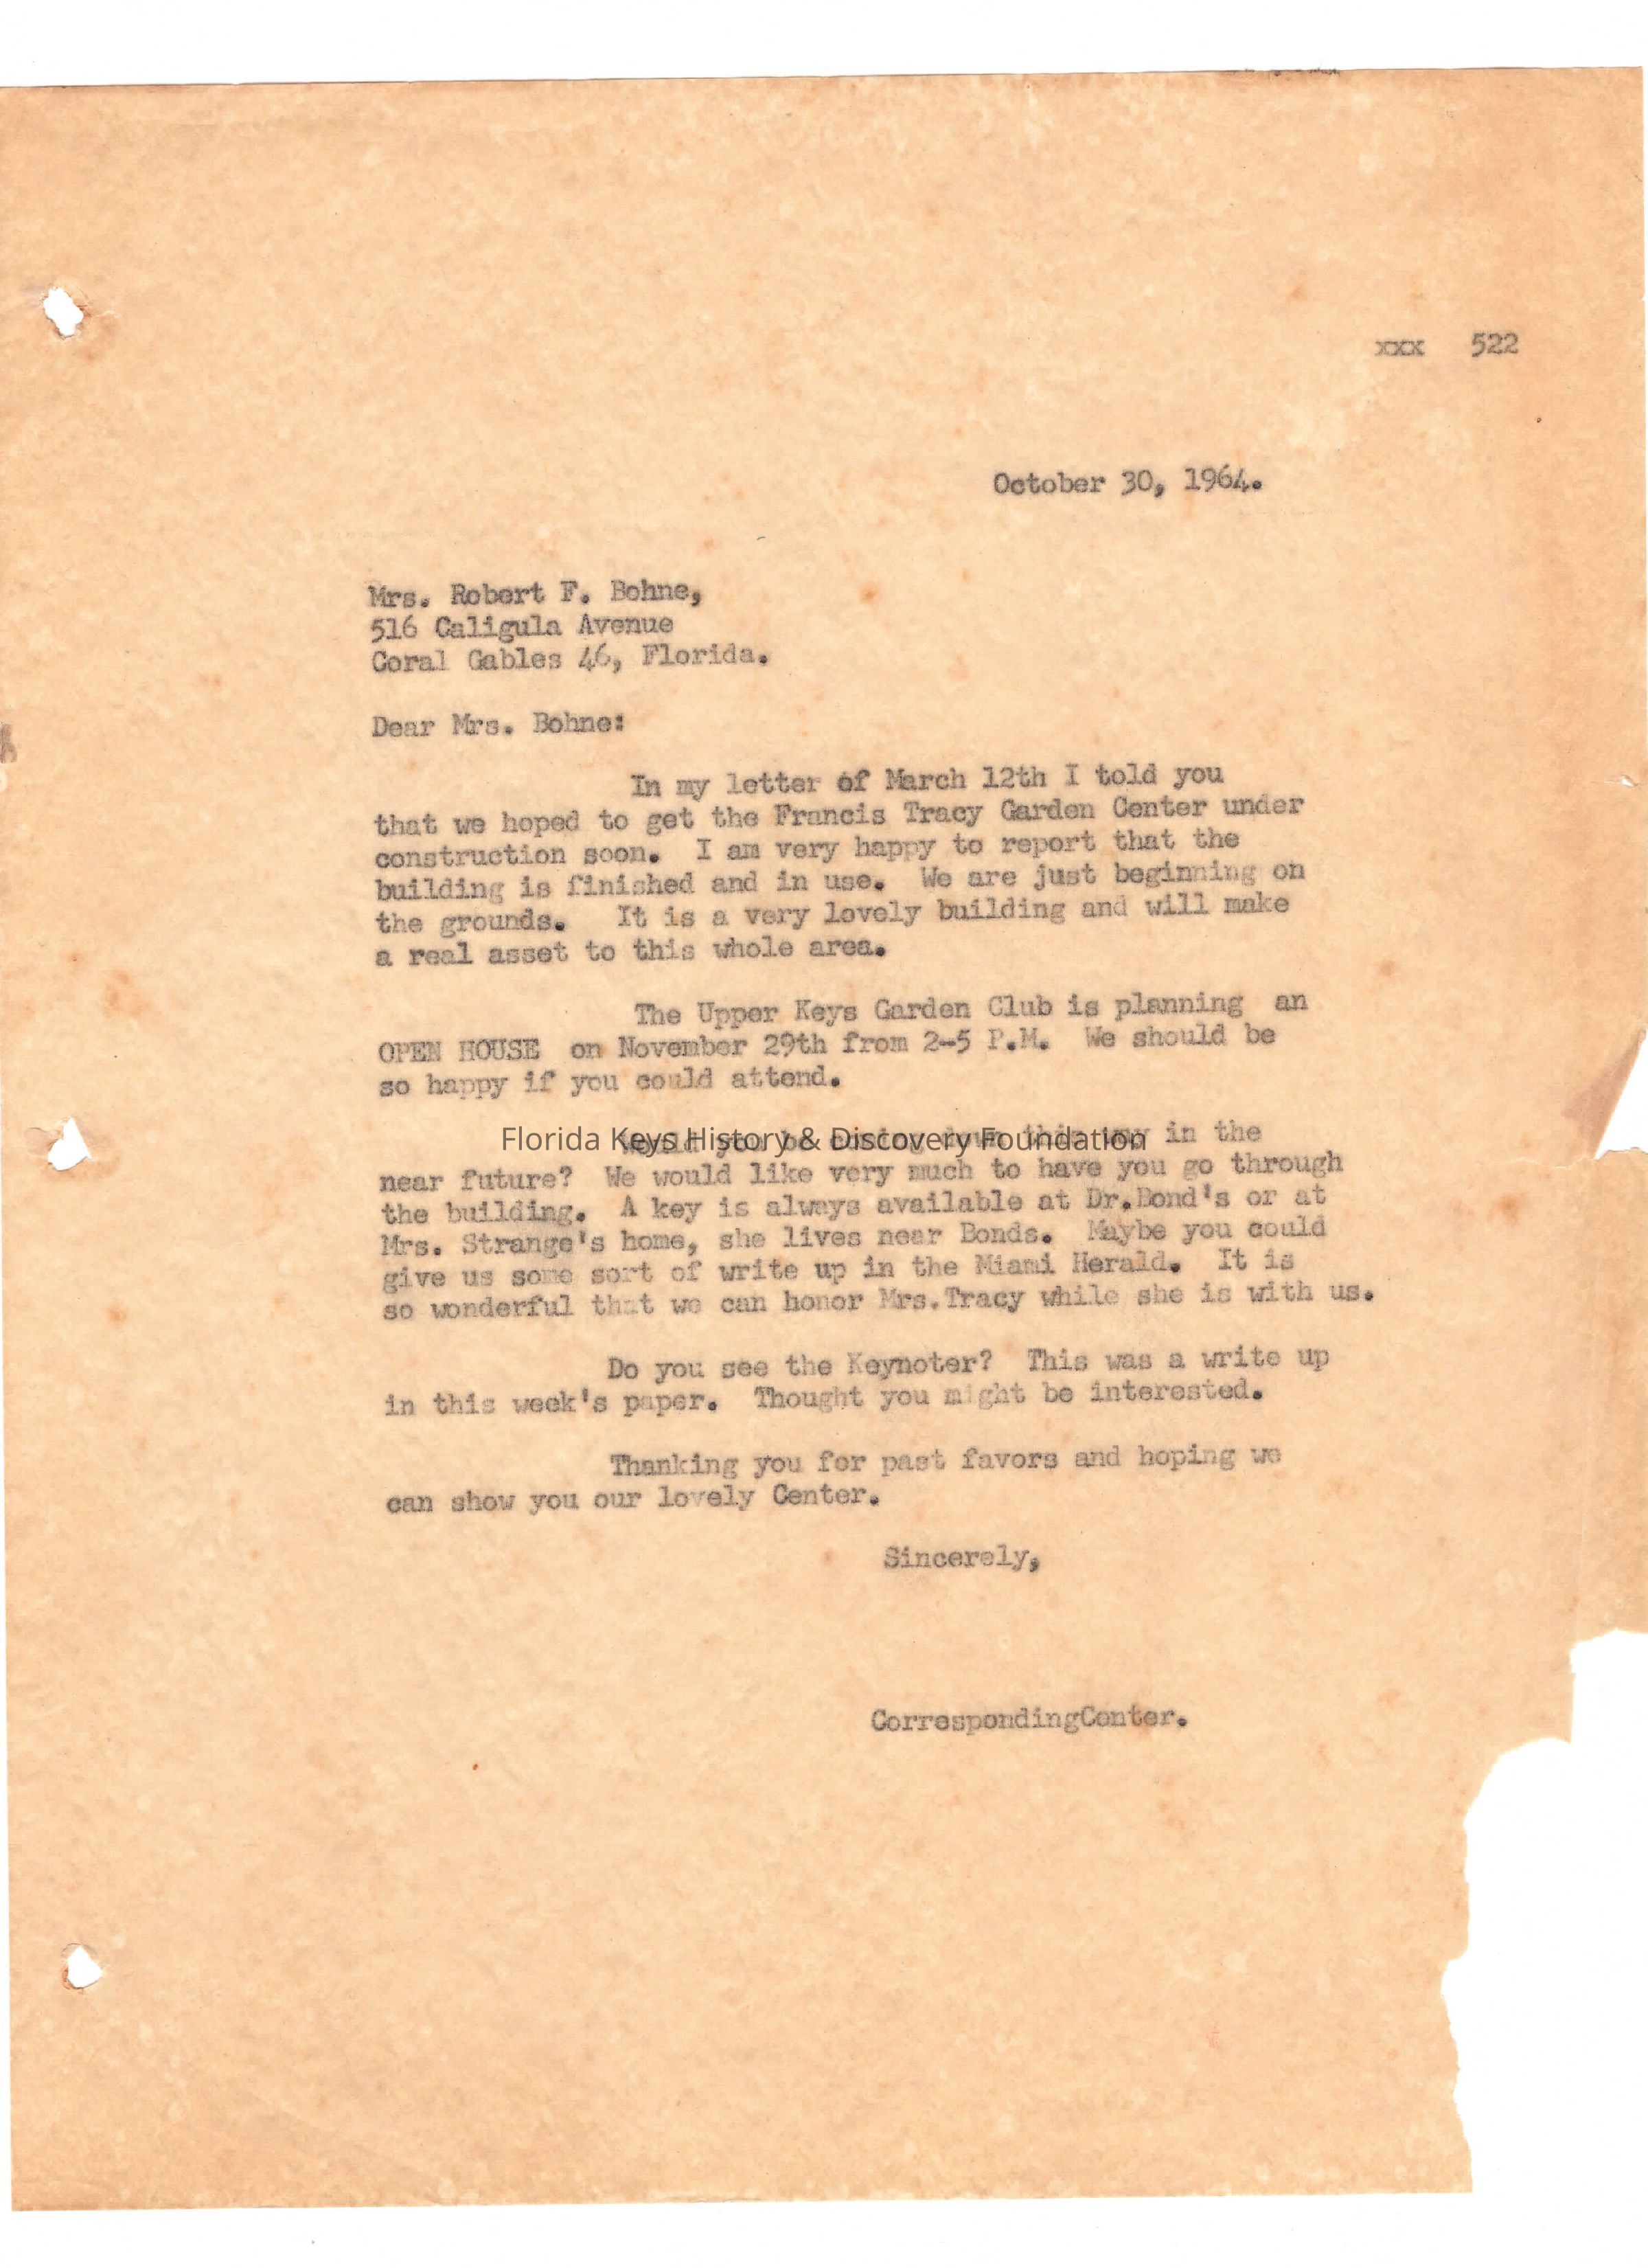 xxx 522
October 30, 1964.
Mrs. Robert F. Bohne,
516 Caligula Avenue
Coral Gables 46, Florida.
Dear Mrs. Bohne:
In my letter of March 12th I told you
that we hoped to get the Francis Tracy Garden Center under
construction soon. I am very happy to report that the
building is finished and in use. We are just beginning on
the grounds. It is a very lovely building and will make
a real asset to this whole area.
The Upper Keys Garden Club is planning an
OPEN HOUSE on November 29th from 2-5 P.M. We should be
so happy if you could attend.
Florida Keys History & Discovery Foundation
you be coming down this way in the
near future? We would like very much to have you go through
the building. A key is always available at Dr.Bond's or at
Mrs. Strange's home, she lives near Bonds. Maybe you could
give us some sort of write up in the Miami Herald. It is
so wonderful that we can honor Mrs.Tracy while she is with us.
Do you see the Keynoter? This was a write up
in this week's paper. Thought you might be interested.
Thanking you for past favors and hoping we
can show you our lovely Center.
Sincerely,
CorrespondingCenter.